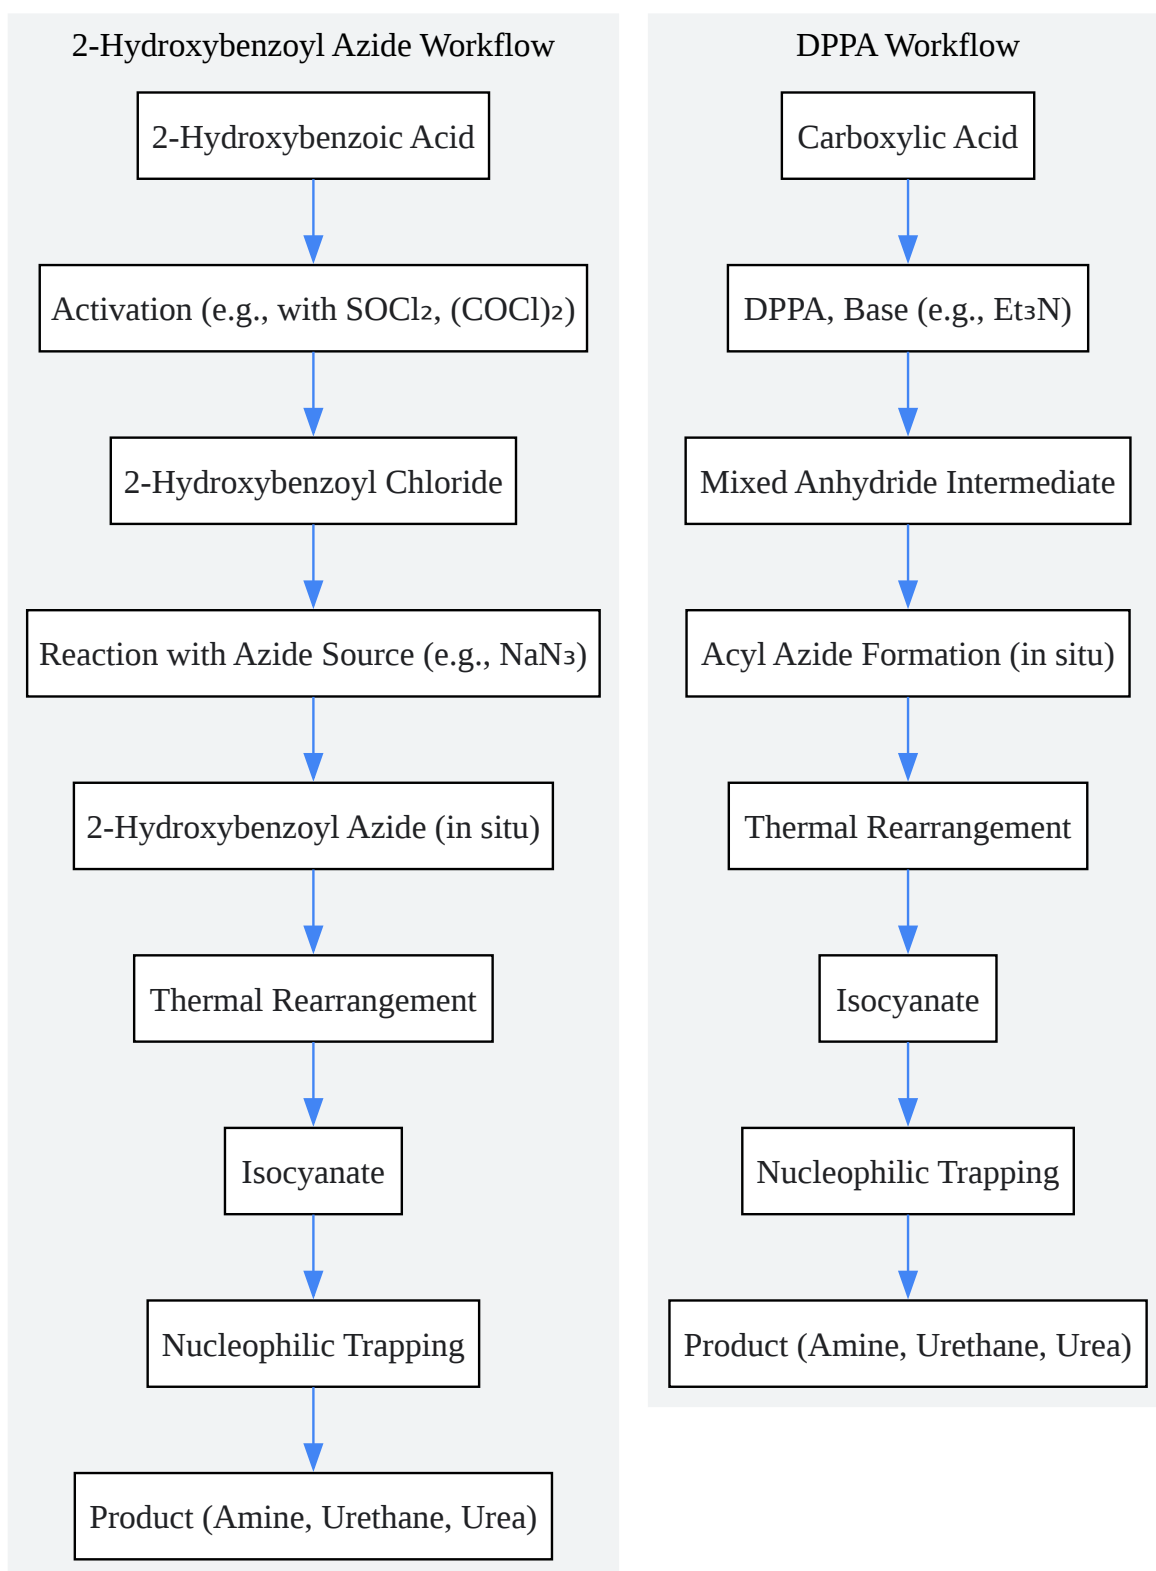 2-Hydroxybenzoyl Azide Workflow
2-Hydroxybenzoic Acid
Activation (e.g., with SOCl₂, (COCl)₂)
2-Hydroxybenzoyl Chloride
Reaction with Azide Source (e.g., NaN₃)
2-Hydroxybenzoyl Azide (in situ)
Thermal Rearrangement
Isocyanate
Nucleophilic Trapping
Product (Amine, Urethane, Urea)
DPPA Workflow
Carboxylic Acid
DPPA, Base (e.g., Et₃N)
Mixed Anhydride Intermediate
Acyl Azide Formation (in situ)
Thermal Rearrangement
Isocyanate
Nucleophilic Trapping
Product (Amine, Urethane, Urea)